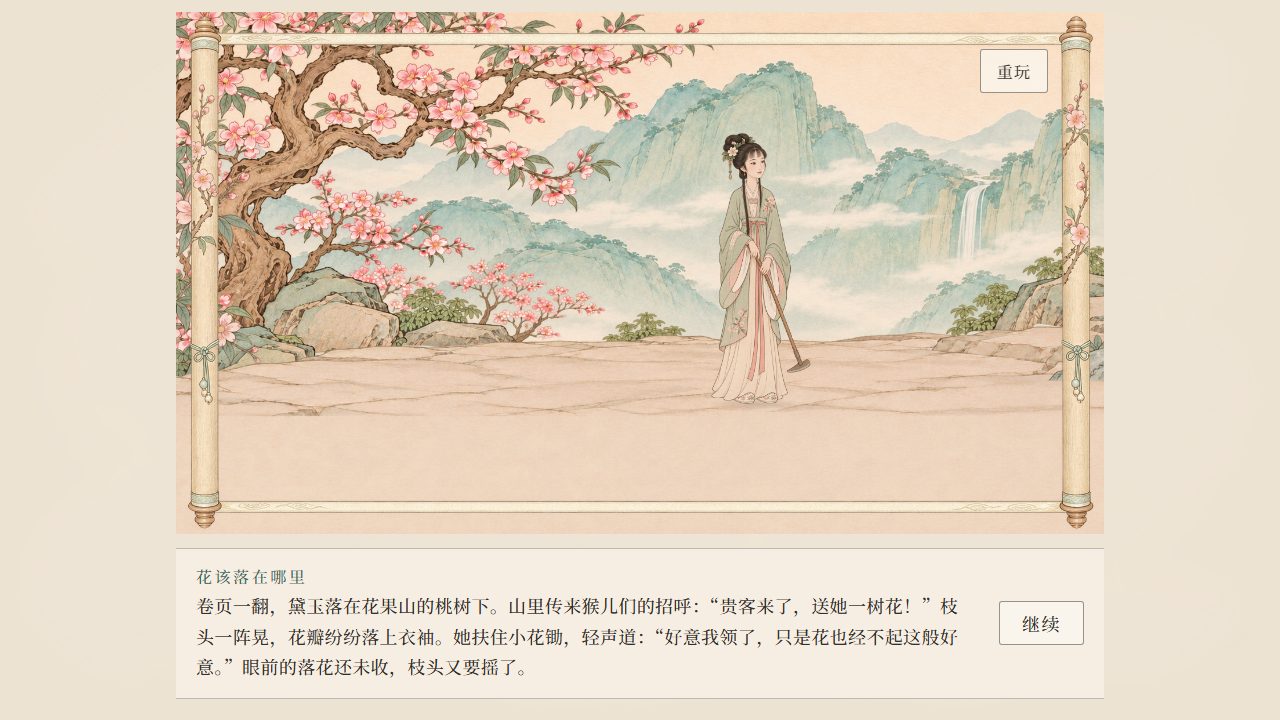 重玩
花该落在哪里
卷页一翻，黛玉落在花果山的桃树下。山里传来猴儿们的招呼：“贵客来了，送她一树花！”枝
头一阵晃，花瓣纷纷落上衣袖。她扶住小花锄，轻声道：“好意我领了，只是花也经不起这般好
意。”眼前的落花还未收，枝头又要摇了。
继续